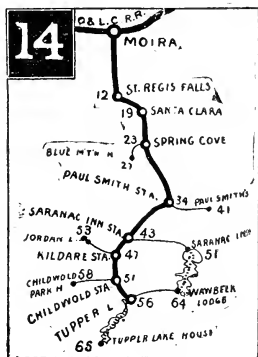 14
O & L.C R.R.
MOIRA
12 ST. REGIS FALLS
19 SANTA CLARA
23 SPRING COVE
BLUE MT'N H
27
PAUL SMITH STA.
34 PAUL SMITH'S
41
SARANAC INN STA.
43
JORDAN L
53
SARANAC INN
51
KILDARE STA.
47
CHILDWOLD 58
PARK H
CHILDWOLD STA.
51
56
64 WAWBEEK
LODGE
TUPPER L
TUPPER LAKE HOUSE
65